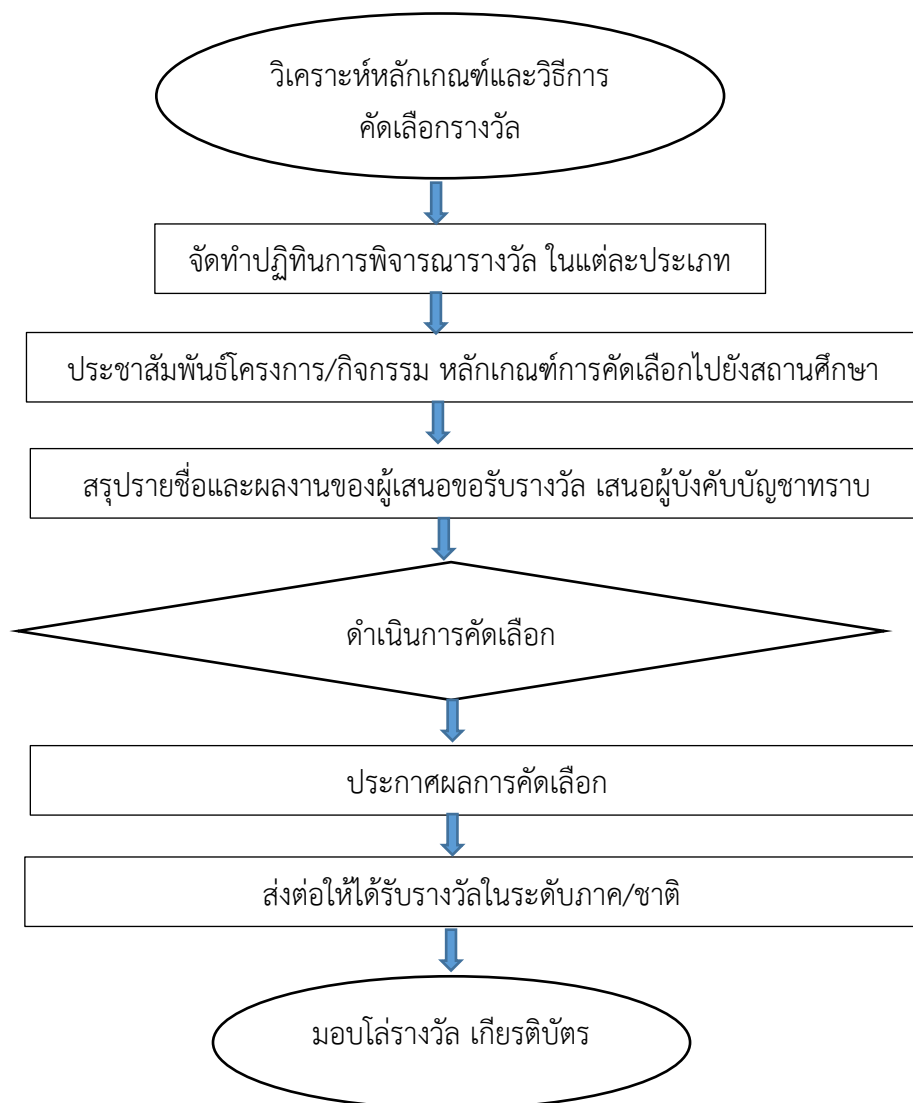 วิเคราะห์หลักเกณฑ์และวิธีการ
คัดเลือกรางวัล
จัดทำปฏิทินการพิจารณารางวัล ในแต่ละประเภท
ประชาสัมพันธ์โครงการ/กิจกรรม หลักเกณฑ์การคัดเลือกไปยังสถานศึกษา
สรุปรายชื่อและผลงานของผู้เสนอขอรับรางวัล เสนอผู้บังคับบัญชาทราบ
ดำเนินการคัดเลือก
ประกาศผลการคัดเลือก
ส่งต่อให้ได้รับรางวัลในระดับภาค/ชาติ
มอบโล่รางวัล เกียรติบัตร